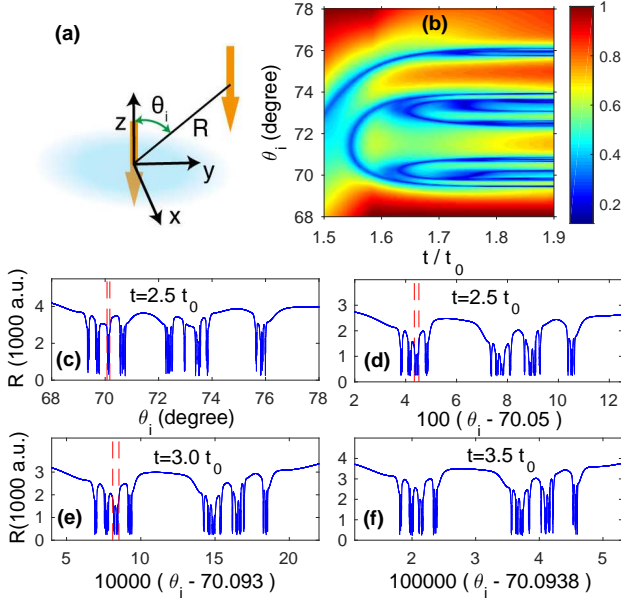 (a)
z
θi
R
y
x
(b)
78
76
74
72
70
68
θi (degree)
1.5 1.6 1.7 1.8 1.9
t / t0
1
0.8
0.6
0.4
0.2
R (1000 a.u.)
4
2
0
t=2.5 t0
(c)
68 70 72 74 76 78
θi (degree)
3
2
1
0
t=2.5 t0
(d)
2 4 6 8 10 12
100 ( θi - 70.05)
R(1000 a.u.)
3
2
1
0
t=3.0 t0
(e)
5 10 15 20
10000 ( θi - 70.093)
4
3
2
1
0
t=3.5 t0
(f)
2 3 4 5
100000 ( θi - 70.0938)